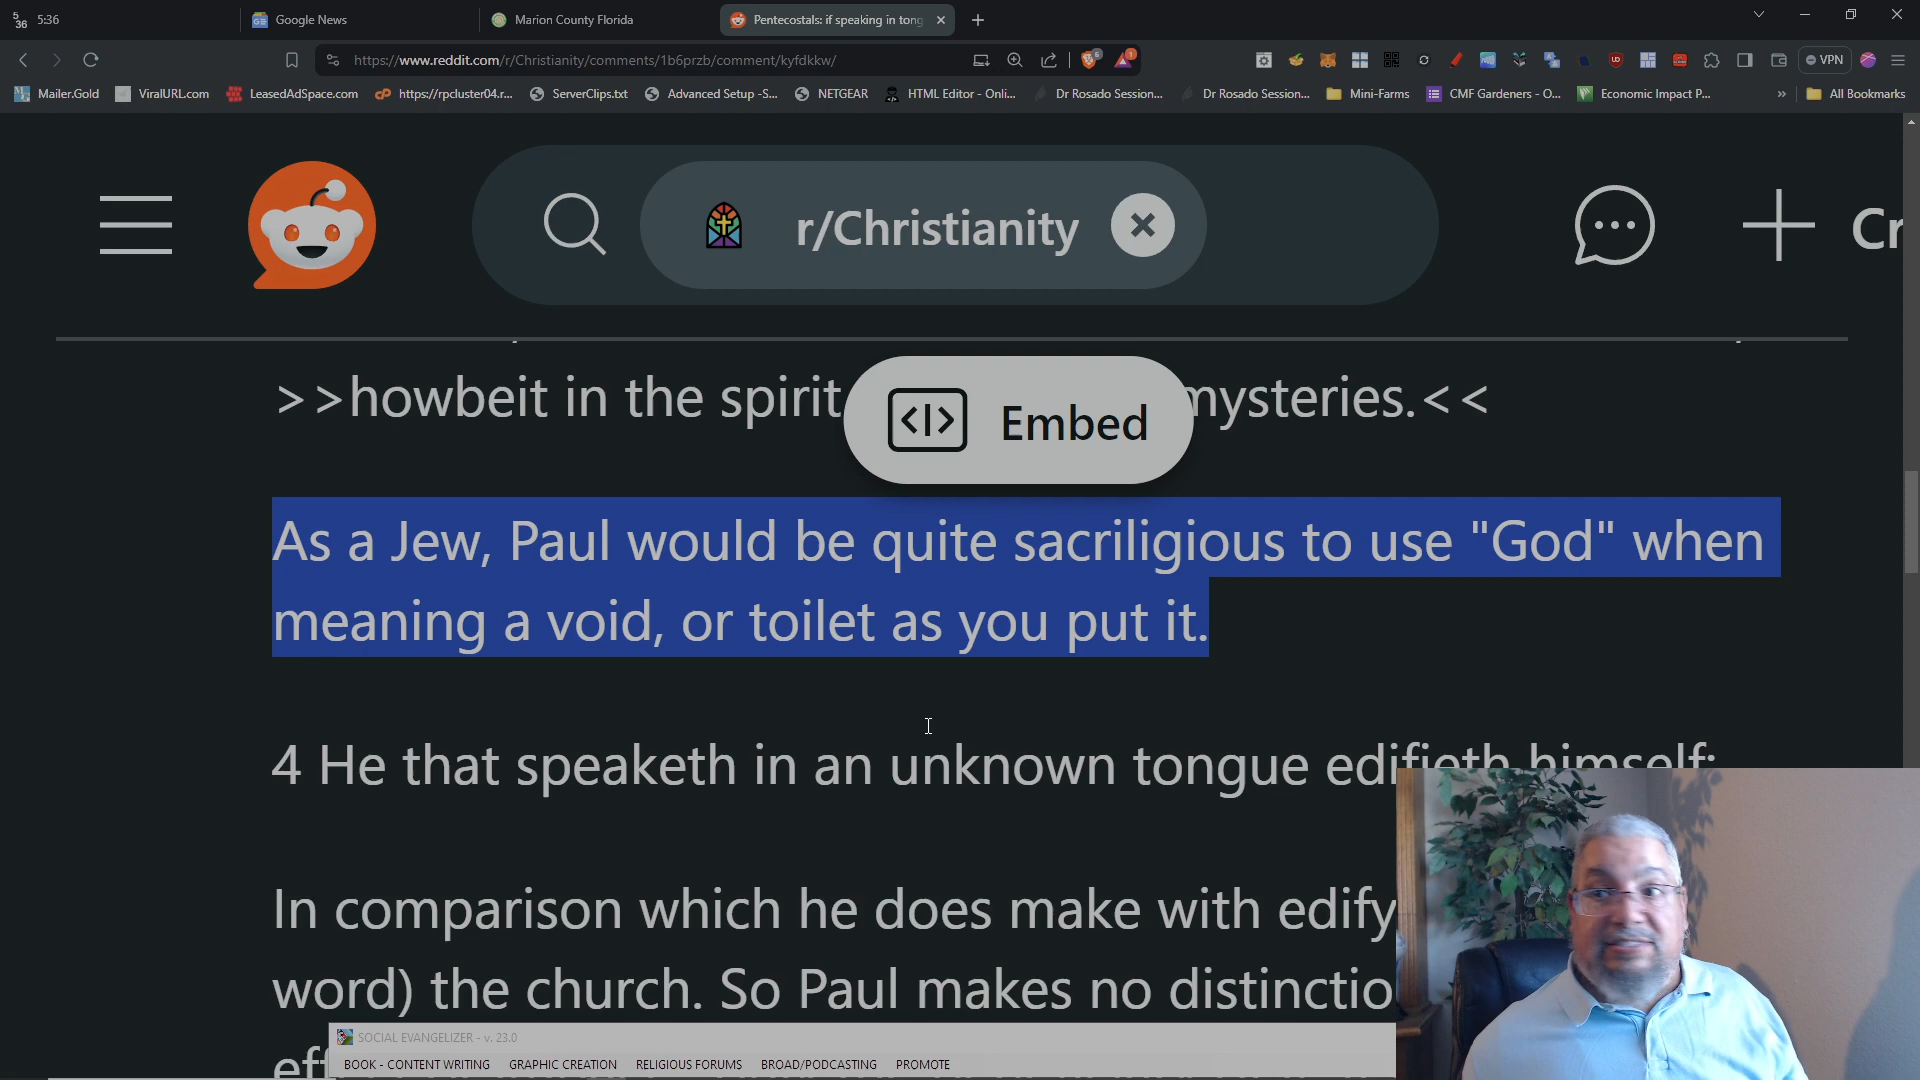 5:36
Google News
Marion County Florida
Pentecostals: if speaking in tong
https://www.reddit.com/r/Christianity/comments/1b6przb/comment/kyfdkkw/
VPN
Mailer.Gold
ViralURL.com
LeasedAdSpace.com
https://rpcluster04.r...
ServerClips.txt
Advanced Setup -S...
NETGEAR
HTML Editor - Onli...
Dr Rosado Session...
Dr Rosado Session...
Mini-Farms
CMF Gardeners - O...
Economic Impact P...
All Bookmarks
r/Christianity
Cr
>>howbeit in the spirit mysteries.<<
Embed
As a Jew, Paul would be quite sacriligious to use "God" when
meaning a void, or toilet as you put it.
4 He that speaketh in an unknown tongue edifieth himself;
In comparison which he does make with edify
word) the church. So Paul makes no distinctio
SOCIAL EVANGELIZER - v. 23.0
BOOK - CONTENT WRITING GRAPHIC CREATION RELIGIOUS FORUMS BROAD/PODCASTING PROMOTE